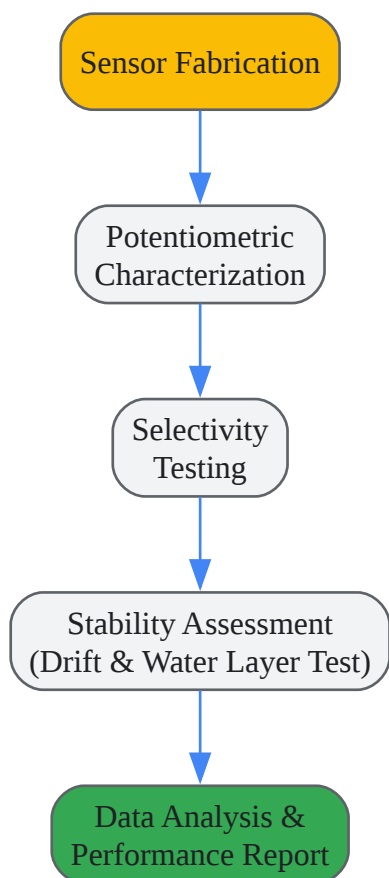 Sensor Fabrication
Potentiometric
Characterization
Selectivity
Testing
Stability Assessment
(Drift & Water Layer Test)
Data Analysis &
Performance Report